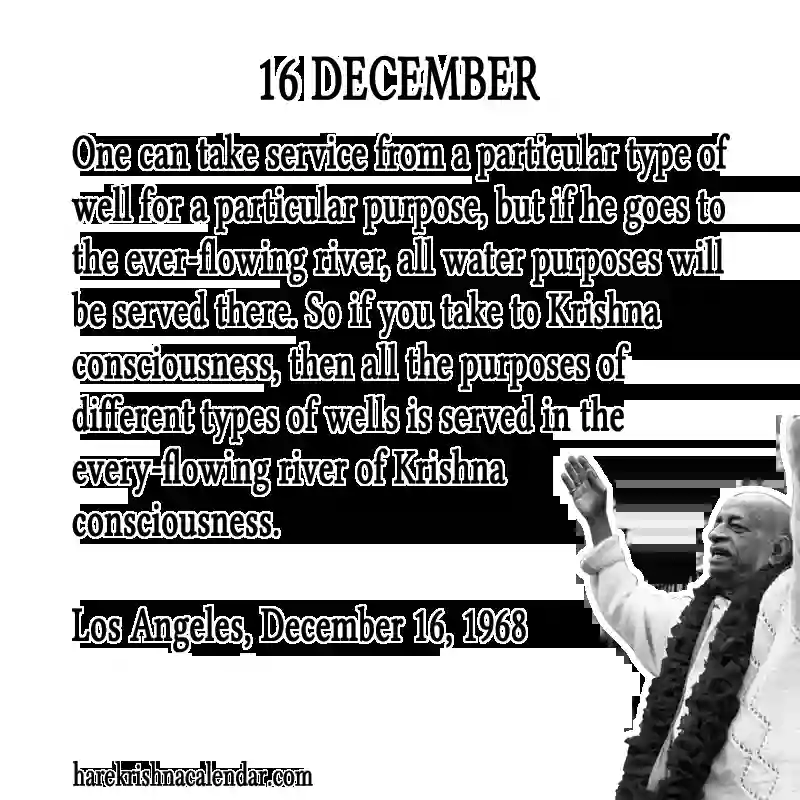 16 DECEMBER
One can take service from a particular type of
well for a particular purpose, but if he goes to
the ever-flowing river, all water purposes will
be served there. So if you take to Krishna
consciousness, then all the purposes of
different types of wells is served in the
every-flowing river of Krishna
consciousness.
Los Angeles, December 16, 1968
harekrishnacalendar.com